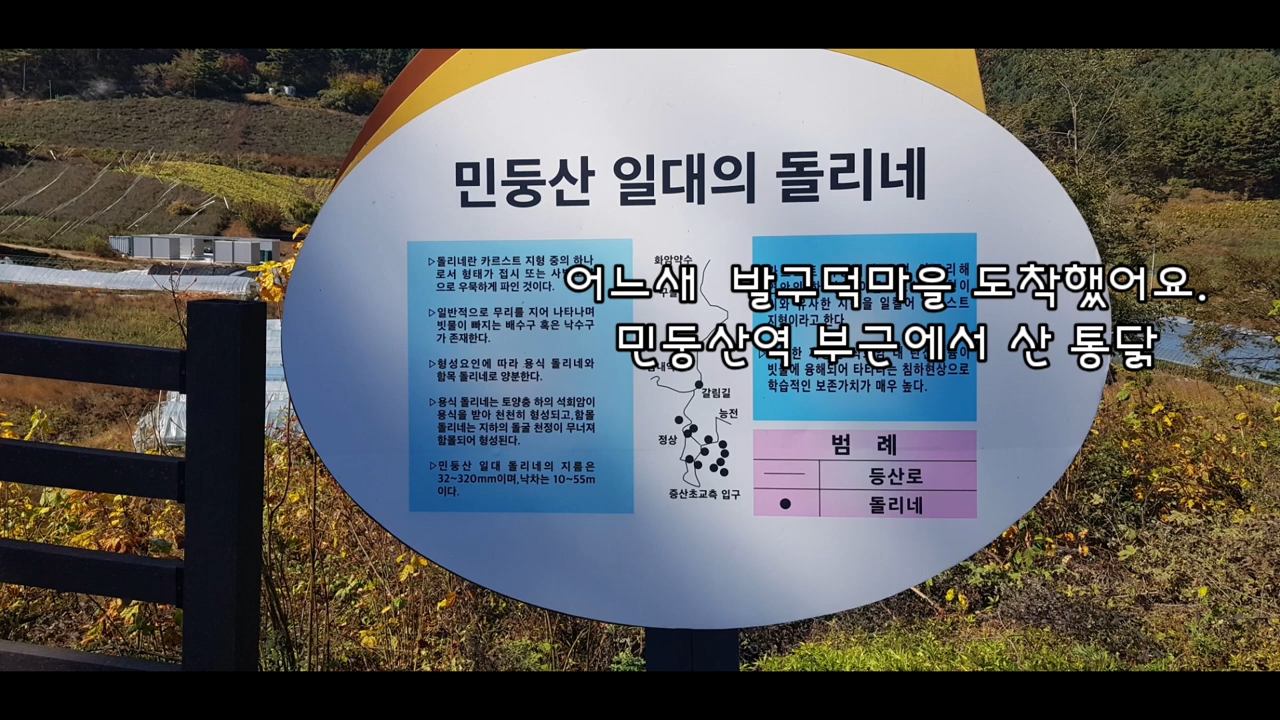 민둥산 일대의 돌리네
▷돌리네란 카르스트 지형 중의 하나
로서 형태가 접시 또는
으로 우묵하게 파인 것이다.
▷일반적으로 무리를 지어 나타나며
빗물이 빠지는 배수구 혹은 낙수구
가 존재한다.
▷형성요인에 따라 용식 돌리네와
함목 돌리네로 양분한다.
▷용식 돌리네는 토양층 하의 석회암이
용식을 받아 천천히 형성되고,함몰
돌리네는 지하의 돌굴 천정이 무너져
함몰되어 형성된다.
▷민둥산 일대 돌리네의 지름은
32~320mm이며,낙차는 10~55m
이다.
화암약수
갈림길
능전
정상
증산초교측 입구
어느새 발구덕마을 도착했어요.
민둥산역 부근에서 산 통닭
지형이라고 한다.
빗물에 용해되어 침하현상으로
학습적인 보존가치가 매우 높다.
범 례
등산로
돌리네